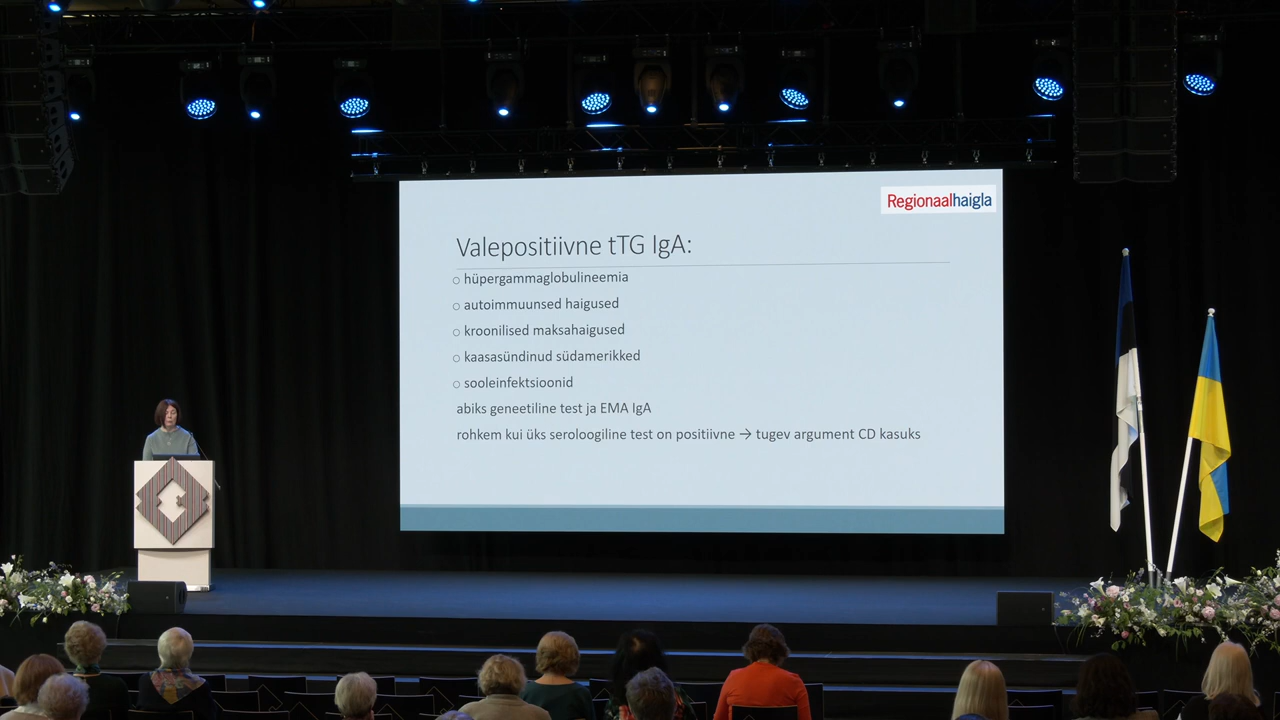 Regionaalhaigla
Valepositiivne tTG IgA:
○ hüpergammaglobulineemia
○ autoimmuunsed haigused
○ kroonilised maksahaigused
○ kaasasündinud südamerikked
○ sooleinfektsioonid
abiks geneetiline test ja EMA IgA
rohkem kui üks seroloogiline test on positiivne → tugev argument CD kasuks